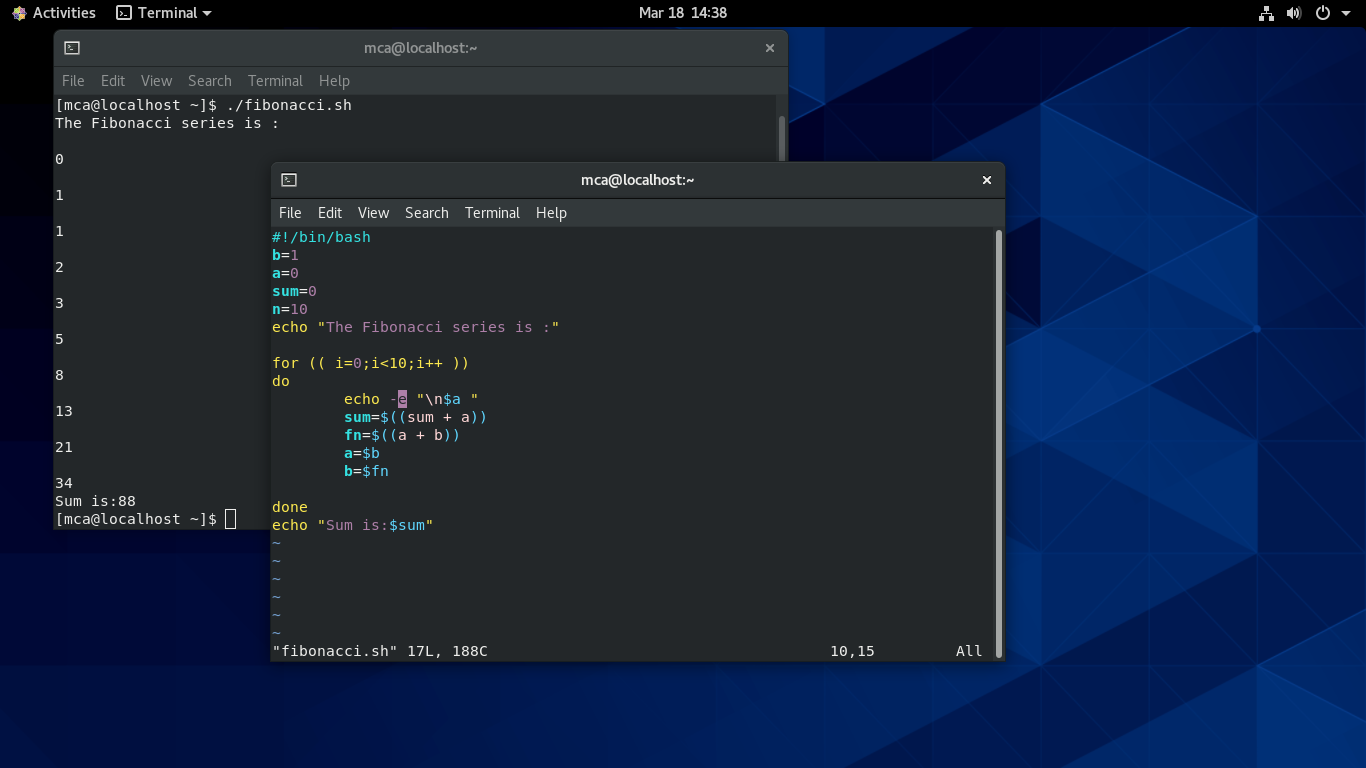 Activities Terminal Mar 18 14:38
mca@localhost:~
File Edit View Search Terminal Help
[mca@localhost ~]$ ./fibonacci.sh
The Fibonacci series is :
0
1
1
2
3
5
8
13
21
34
Sum is:88
[mca@localhost ~]$
mca@localhost:~
File Edit View Search Terminal Help
#!/bin/bash
b=1
a=0
sum=0
n=10
echo "The Fibonacci series is :"
for (( i=0;i<10;i++ ))
do
        echo -e "\n$a "
        sum=$((sum + a))
        fn=$((a + b))
        a=$b
        b=$fn
done
echo "Sum is:$sum"
~
~
~
~
~
~
"fibonacci.sh" 17L, 188C 10,15 All